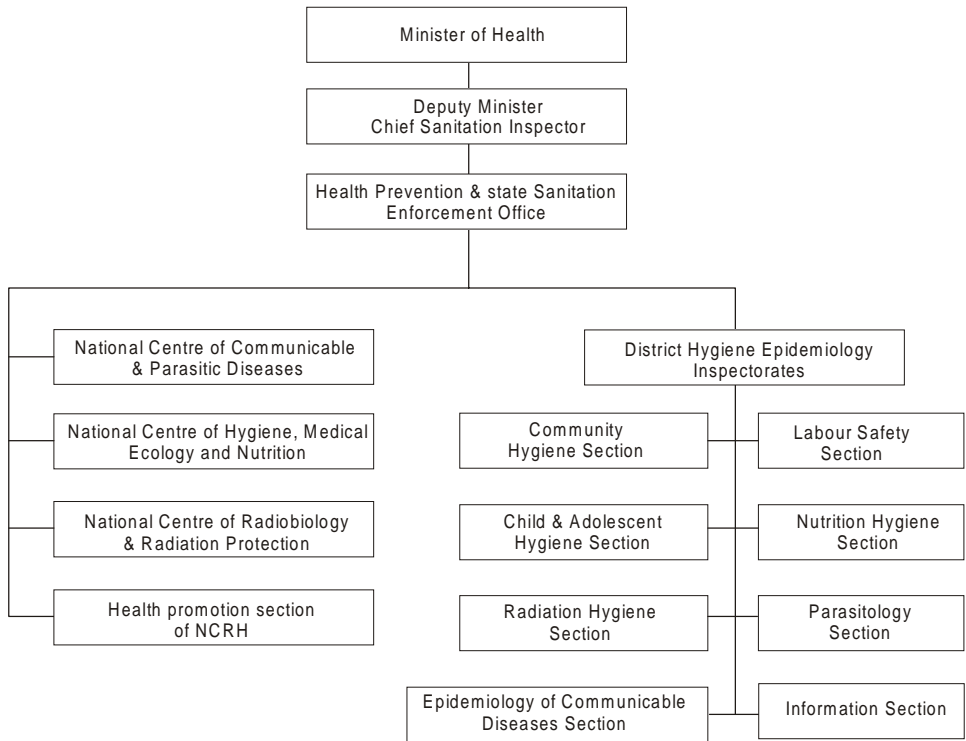 Minister of Health
Deputy Minister
Chief Sanitation Inspector
Health Prevention & state Sanitation
Enforcement Office
National Centre of Communicable
& Parasitic Diseases
National Centre of Hygiene, Medical
Ecology and Nutrition
National Centre of Radiobiology
& Radiation Protection
Health promotion section
of NCRH
District Hygiene Epidemiology
Inspectorates
Community
Hygiene Section
Labour Safety
Section
Child & Adolescent
Hygiene Section
Nutrition Hygiene
Section
Radiation Hygiene
Section
Parasitology
Section
Epidemiology of Communicable
Diseases Section
Information Section